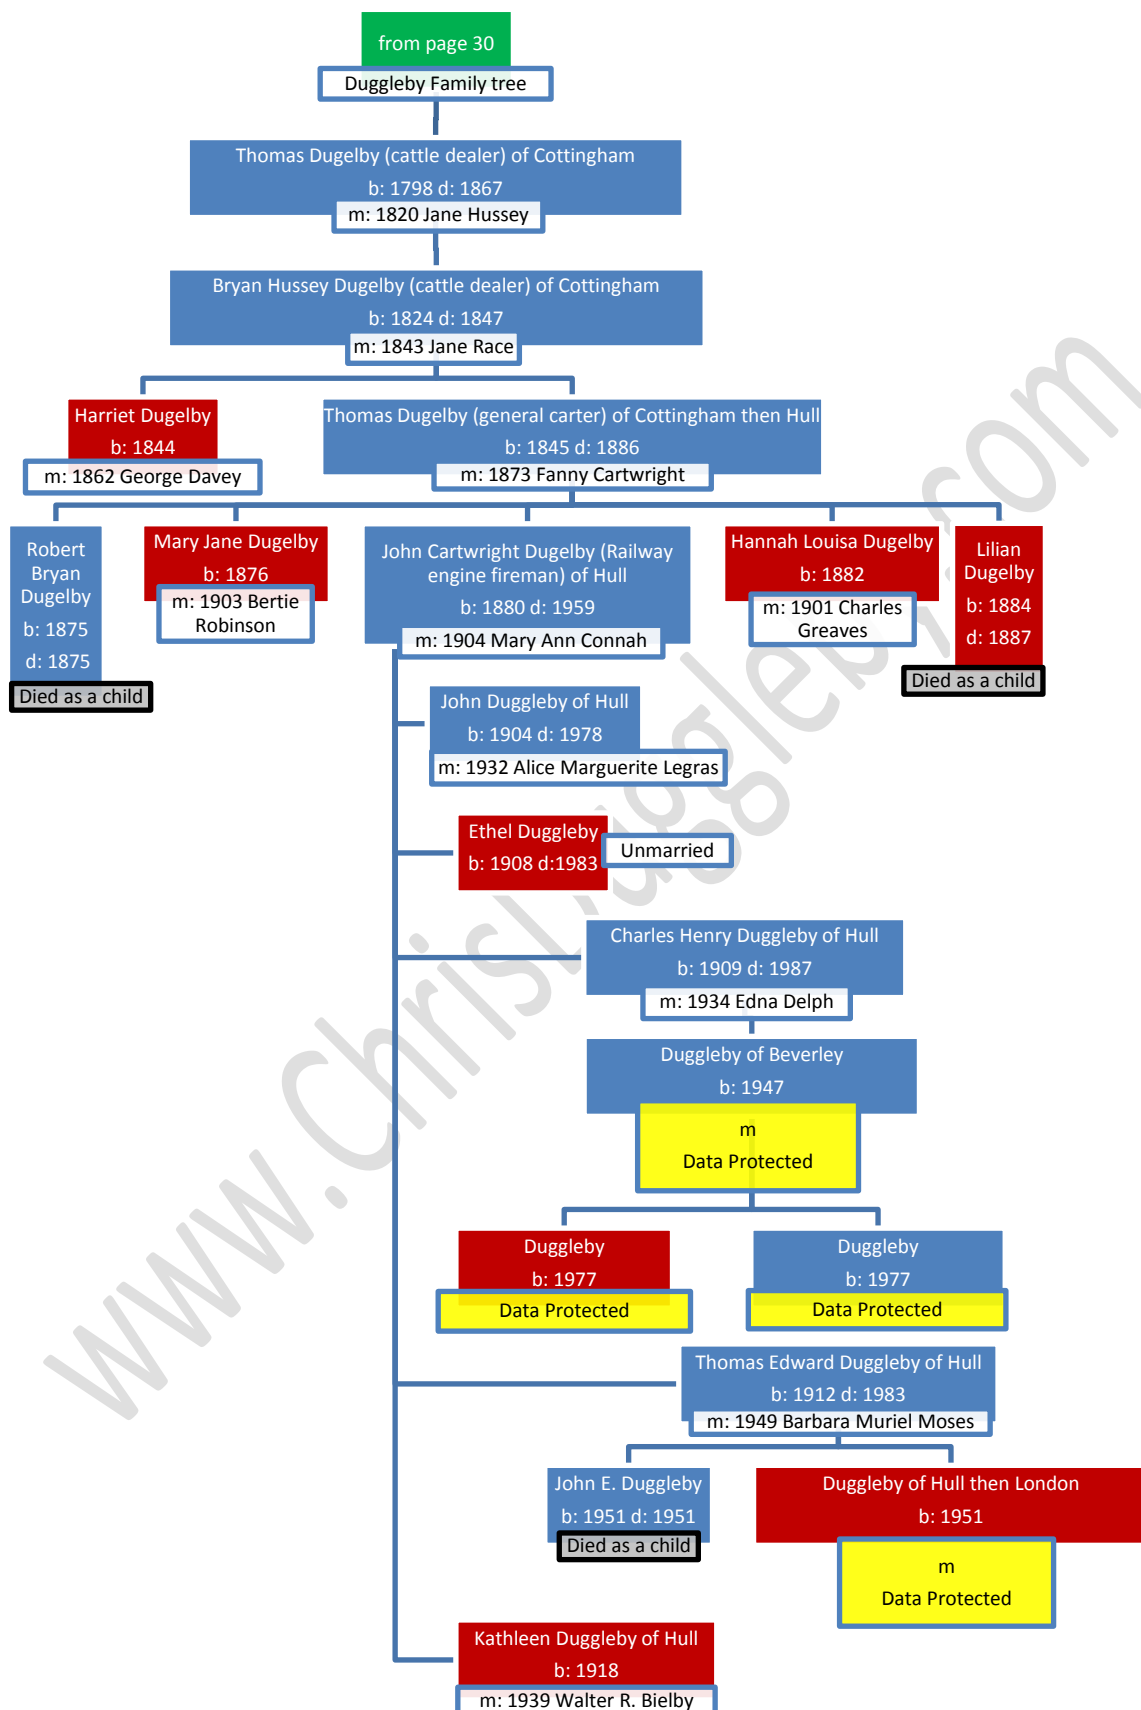 from page 30
Duggleby Family tree
Thomas Dugelby (cattle dealer) of Cottingham
b: 1798 d: 1867
m: 1820 Jane Hussey
Bryan Hussey Dugelby (cattle dealer) of Cottingham
b: 1824 d: 1847
m: 1843 Jane Race
Harriet Dugelby
b: 1844
m: 1862 George Davey
Thomas Dugelby (general carter) of Cottingham then Hull
b: 1845 d: 1886
m: 1873 Fanny Cartwright
Robert
Bryan
Dugelby
b: 1875
d: 1875
Died as a child
Mary Jane Dugelby
b: 1876
m: 1903 Bertie
Robinson
John Cartwright Dugelby (Railway
engine fireman) of Hull
b: 1880 d: 1959
m: 1904 Mary Ann Connah
Hannah Louisa Dugelby
b: 1882
m: 1901 Charles
Greaves
Lilian
Dugelby
b: 1884
d: 1887
Died as a child
John Duggleby of Hull
b: 1904 d: 1978
m: 1932 Alice Marguerite Legras
Ethel Duggleby
b: 1908 d:1983
Unmarried
Charles Henry Duggleby of Hull
b: 1909 d: 1987
m: 1934 Edna Delph
Duggleby of Beverley
b: 1947
m
Data Protected
Duggleby
b: 1977
Data Protected
Duggleby
b: 1977
Data Protected
Thomas Edward Duggleby of Hull
b: 1912 d: 1983
m: 1949 Barbara Muriel Moses
John E. Duggleby
b: 1951 d: 1951
Died as a child
Duggleby of Hull then London
b: 1951
m
Data Protected
Kathleen Duggleby of Hull
b: 1918
m: 1939 Walter R. Bielby
www.ChrisDuggleby.com